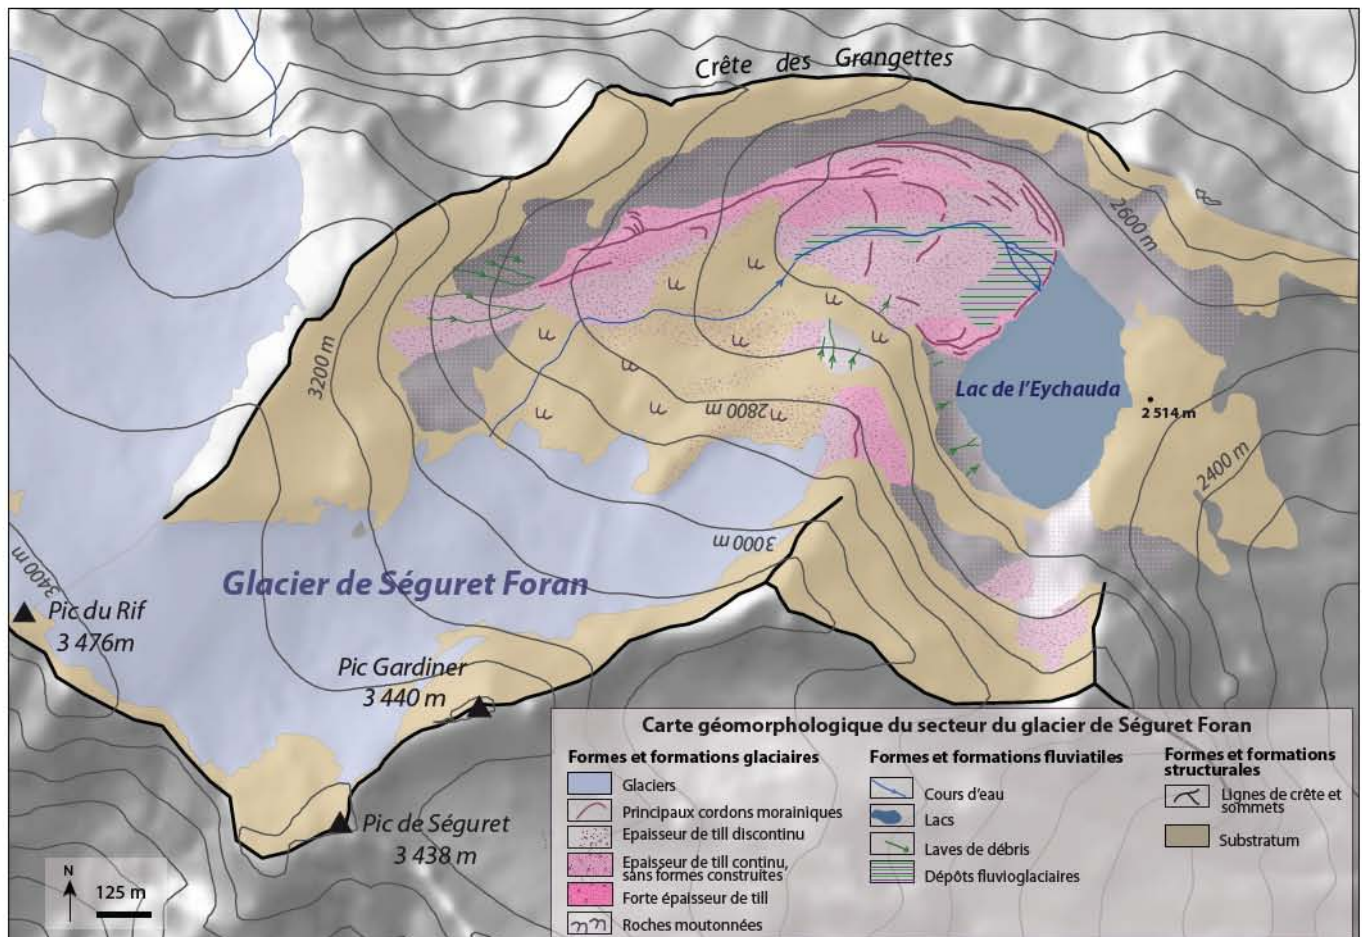 Crête des Grangettes
2600 m
3200 m
Lac de l'Eychauda
2 514 m
2800 m
2400 m
3000 m
3400 m
Glacier de Séguret Foran
Pic du Rif
3 476m
Pic Gardiner
3 440 m
Pic de Séguret
3 438 m
N
125 m
Carte géomorphologique du secteur du glacier de Séguret Foran
Formes et formations glaciaires
Glaciers
Principaux cordons morainiques
Epaisseur de till discontinu
Epaisseur de till continu,
sans formes construites
Forte épaisseur de till
Roches moutonnées
Formes et formations fluviatiles
Cours d'eau
Lacs
Laves de débris
Dépôts fluvioglaciaires
Formes et formations
structurales
Lignes de crête et
sommets
Substratum